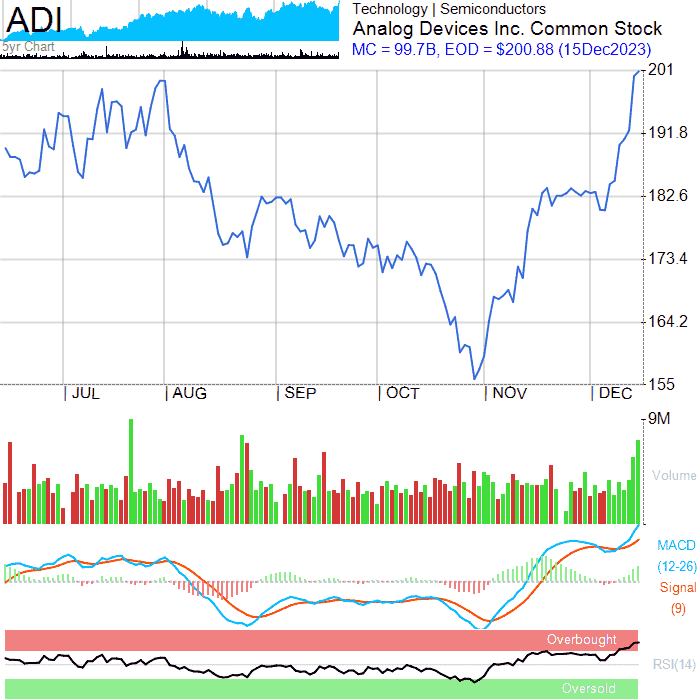 ADI
5yr Chart
Technology | Semiconductors
Analog Devices Inc. Common Stock
MC = 99.7B, EOD = $200.88 (15Dec2023)
201
191.8
182.6
173.4
164.2
155
| JUL | AUG | SEP | OCT | NOV | DEC
9M
Volume
MACD
(12-26)
Signal
(9)
Overbought
RSI(14)
Oversold